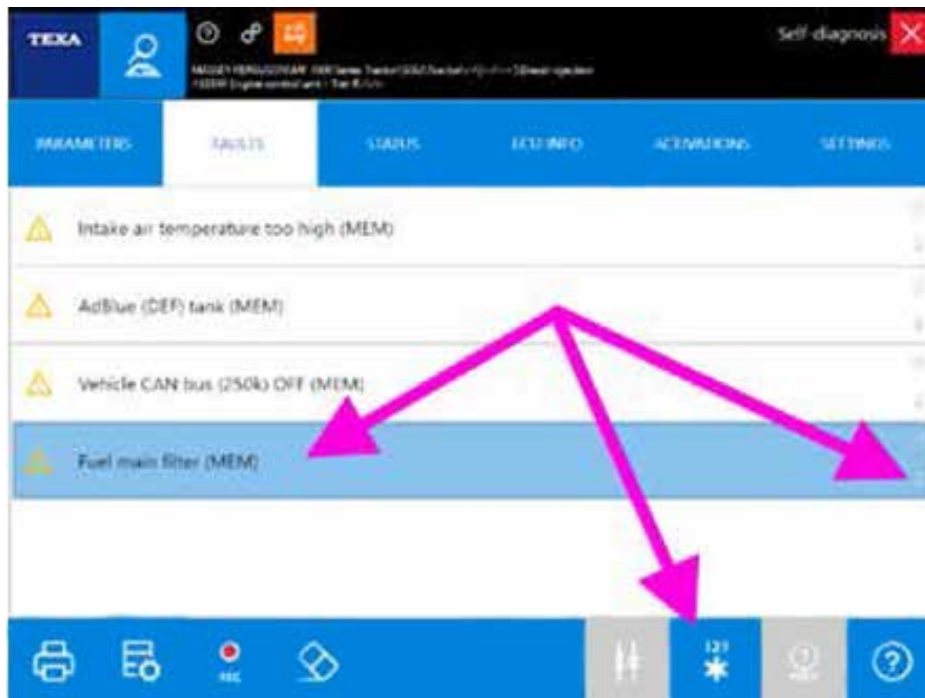 TEXA
Self-diagnosis
PARAMETERS
FAULTS
STATUS
ECU INFO
ACTIVATIONS
SETTINGS
Intake air temperature too high (MEM)
AdBlue (DEF) tank (MEM)
Vehicle CAN bus (250k) OFF (MEM)
Fuel main filter (MEM)
REC
123